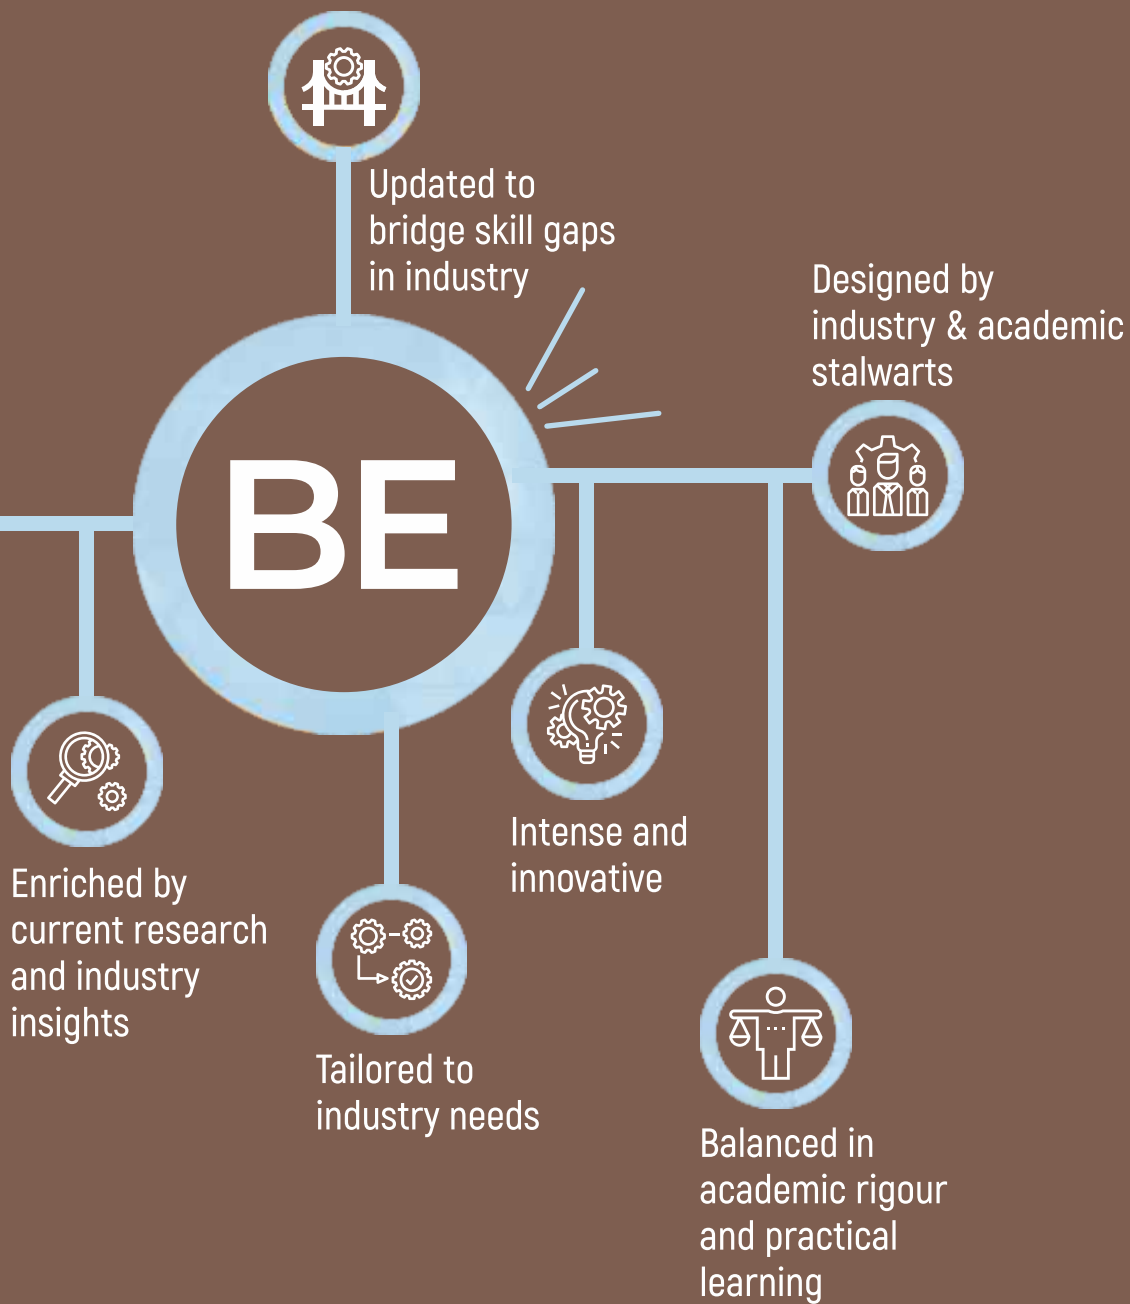 Updated to
bridge skill gaps
in industry
Designed by
industry & academic
stalwarts
BE
Intense and
innovative
Enriched by
current research
and industry
insights
Tailored to
industry needs
Balanced in
academic rigour
and practical
learning